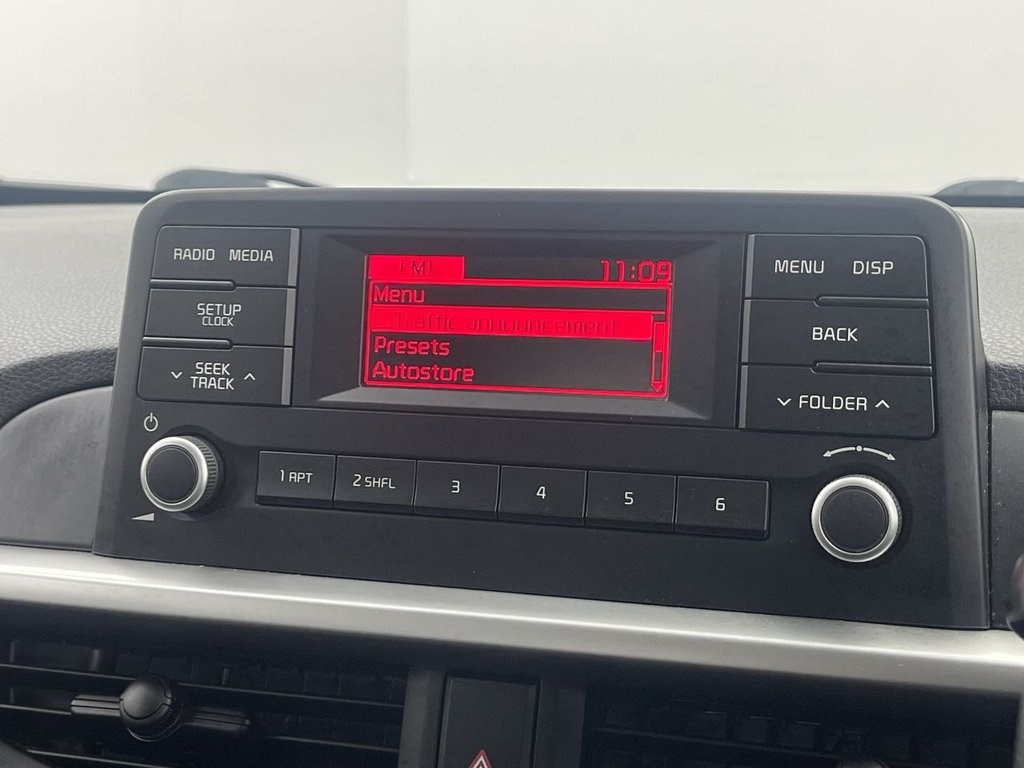 RADIO MEDIA
SETUP
CLOCK
SEEK
TRACK
FM1 11:09
Menu
Traffic announcement
Presets
Autostore
MENU DISP
BACK
FOLDER
1 RPT 2 SHFL 3 4 5 6